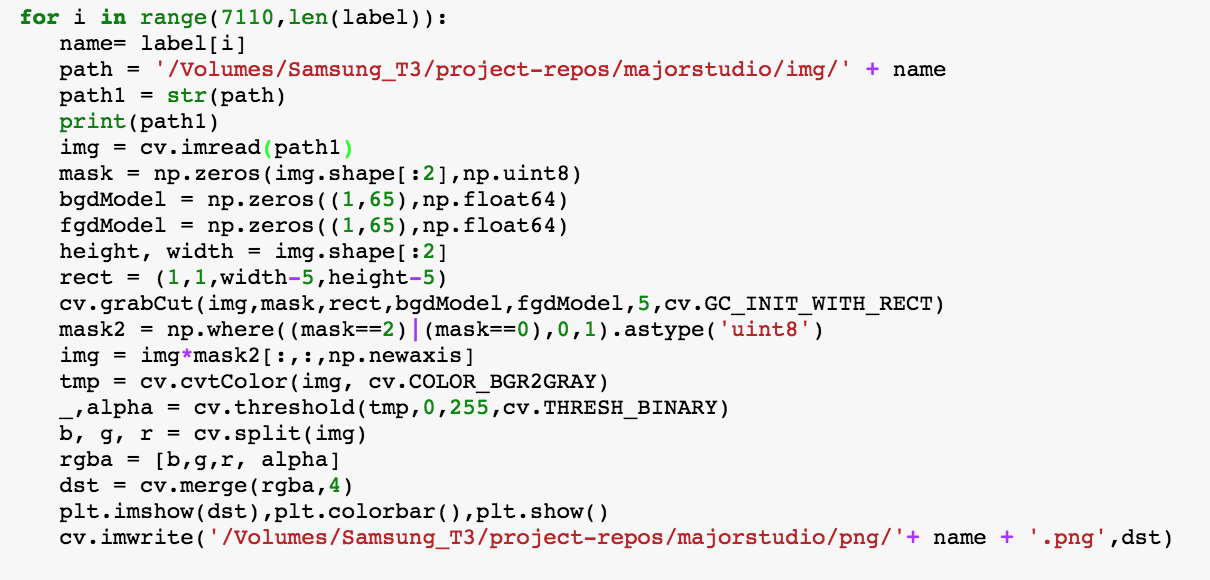 for i in range(7110,len(label)):
   name= label[i]
   path = '/Volumes/Samsung_T3/project-repos/majorstudio/img/' + name
   path1 = str(path)
   print(path1)
   img = cv.imread(path1)
   mask = np.zeros(img.shape[:2],np.uint8)
   bgdModel = np.zeros((1,65),np.float64)
   fgdModel = np.zeros((1,65),np.float64)
   height, width = img.shape[:2]
   rect = (1,1,width-5,height-5)
   cv.grabCut(img,mask,rect,bgdModel,fgdModel,5,cv.GC_INIT_WITH_RECT)
   mask2 = np.where((mask==2)|(mask==0),0,1).astype('uint8')
   img = img*mask2[:,:,np.newaxis]
   tmp = cv.cvtColor(img, cv.COLOR_BGR2GRAY)
   _,alpha = cv.threshold(tmp,0,255,cv.THRESH_BINARY)
   b, g, r = cv.split(img)
   rgba = [b,g,r, alpha]
   dst = cv.merge(rgba,4)
   plt.imshow(dst),plt.colorbar(),plt.show()
   cv.imwrite('/Volumes/Samsung_T3/project-repos/majorstudio/png/'+ name + '.png',dst)